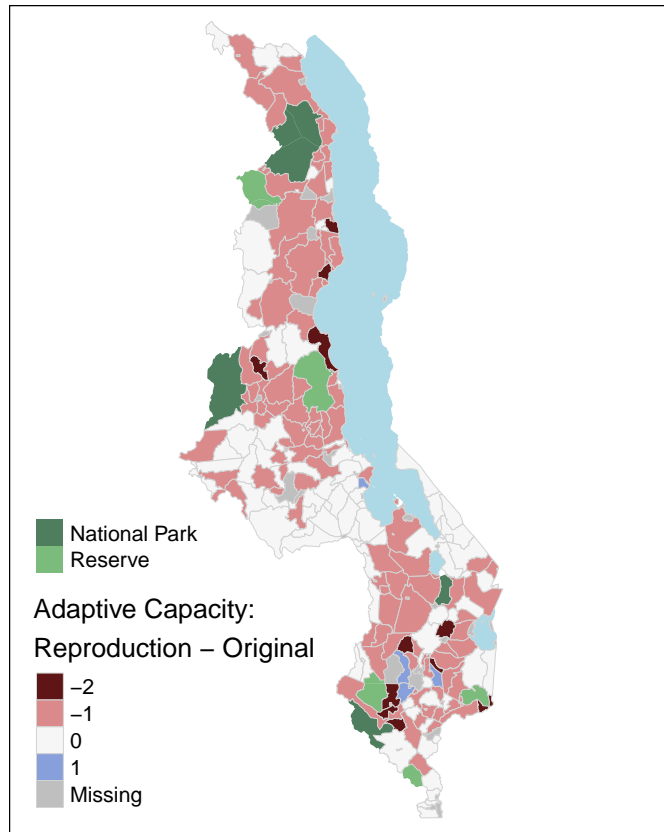 National Park
Reserve
Adaptive Capacity:
Reproduction – Original
−2
−1
0
1
Missing